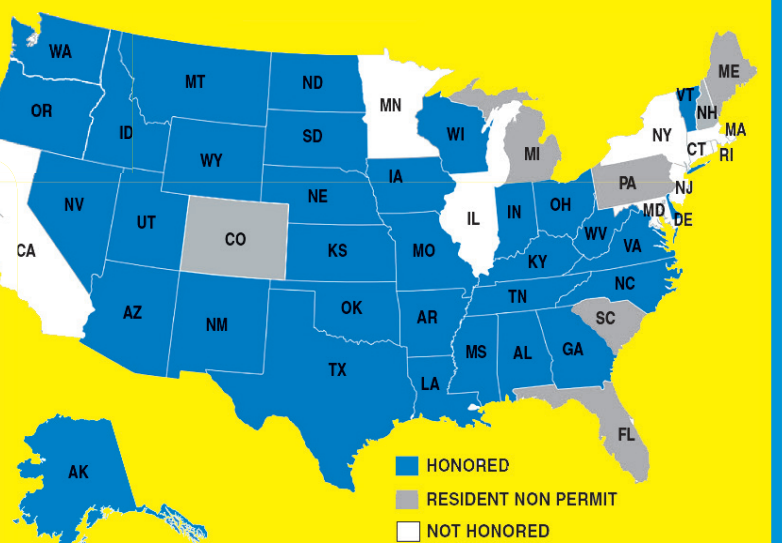 WA
MT
ND
MN
ME
VT
NH
OR
ID
SD
WI
NY
MA
CT
RI
WY
MI
IA
PA
NJ
NE
NV
UT
CO
IL
IN
OH
MD
DE
WV
VA
CA
KS
MO
KY
NC
AZ
NM
OK
AR
TN
SC
TX
MS
AL
GA
LA
FL
AK
HONORED
RESIDENT NON PERMIT
NOT HONORED